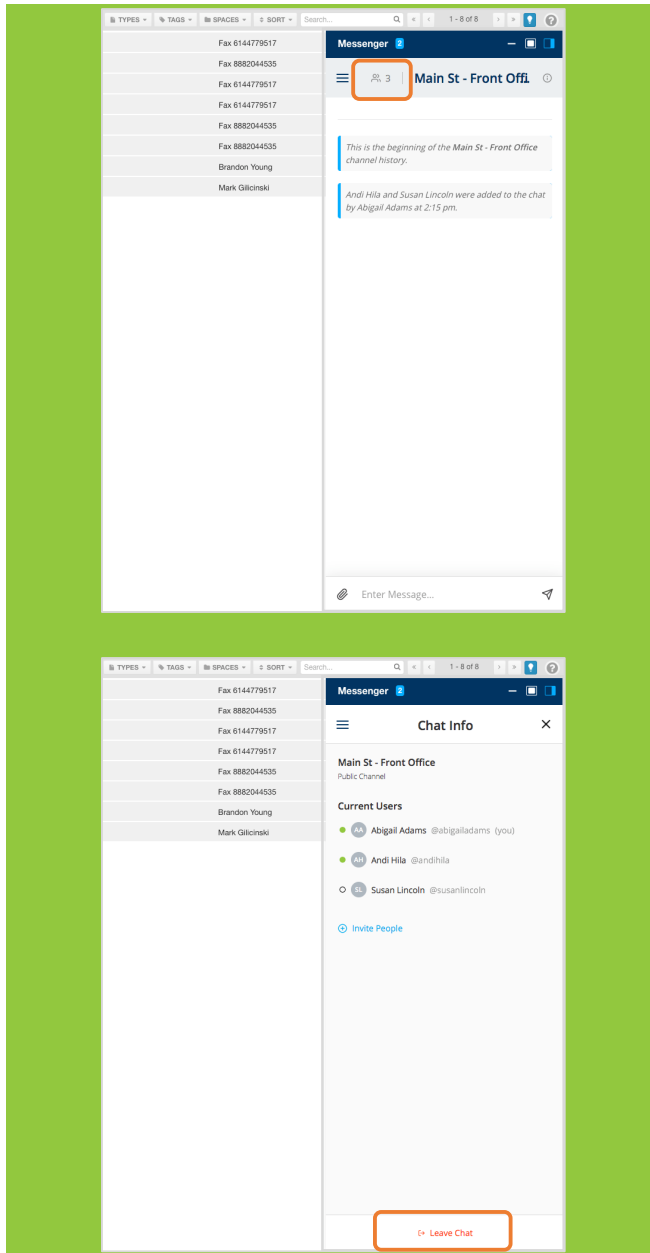 TYPES TAGS SPACES SORT Search... 1 - 8 of 8 ?
Fax 6144779517
Fax 8882044535
Fax 6144779517
Fax 6144779517
Fax 8882044535
Fax 8882044535
Brandon Young
Mark Gilicinski
Messenger 2
3 Main St - Front Offi
This is the beginning of the Main St - Front Office
channel history.
Andi Hila and Susan Lincoln were added to the chat
by Abigail Adams at 2:15 pm.
Enter Message...
TYPES TAGS SPACES SORT Search... 1 - 8 of 8 ?
Fax 6144779517
Fax 8882044535
Fax 6144779517
Fax 6144779517
Fax 8882044535
Fax 8882044535
Brandon Young
Mark Gilicinski
Messenger 2
Chat Info
Main St - Front Office
Public Channel
Current Users
AA Abigail Adams @abigailadams (you)
AH Andi Hila @andihila
SL Susan Lincoln @susanlincoln
Invite People
Leave Chat